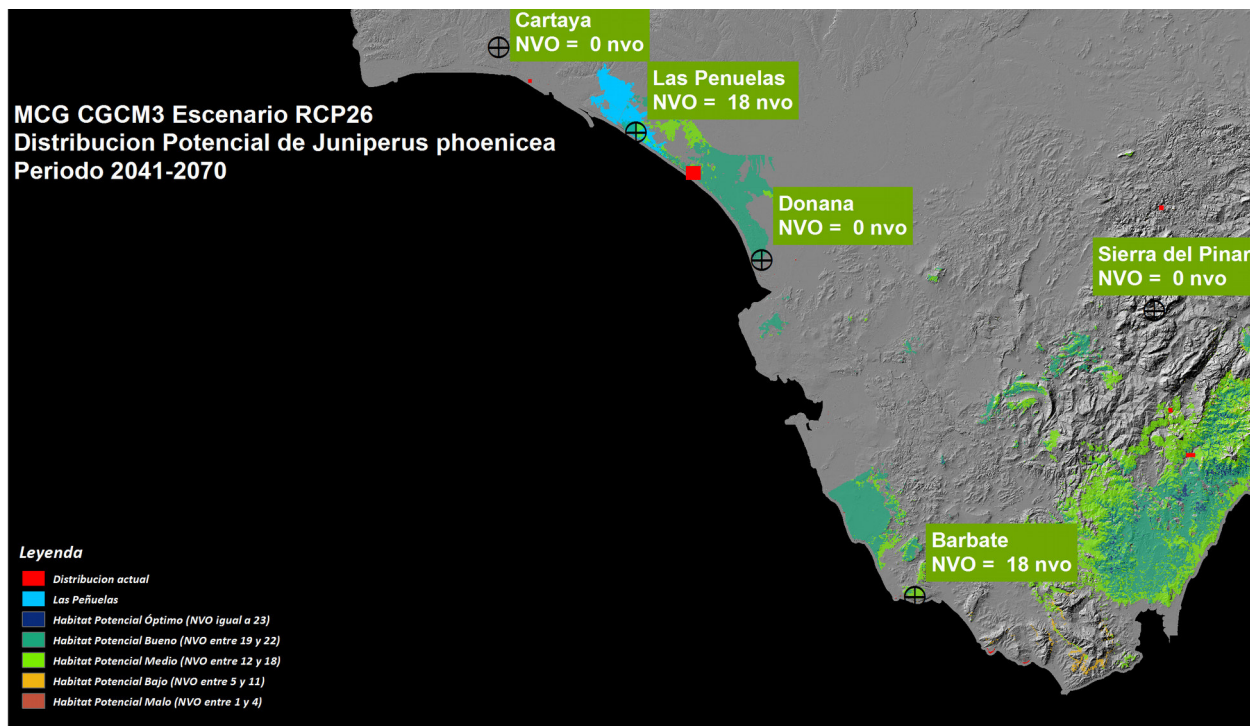 Cartaya
NVO =  0 nvo
Las Penuelas
NVO =  18 nvo
MCG CGCM3 Escenario RCP26
Distribucion Potencial de Juniperus phoenicea
Periodo 2041-2070
Donana
NVO =  0 nvo
Sierra del Pinar
NVO =  0 nvo
Barbate
NVO =  18 nvo
Leyenda
Distribucion actual
Las Peñuelas
Habitat Potencial Óptimo (NVO igual a 23)
Habitat Potencial Bueno (NVO entre 19 y 22)
Habitat Potencial Medio (NVO entre 12 y 18)
Habitat Potencial Bajo (NVO entre 5 y 11)
Habitat Potencial Malo (NVO entre 1 y 4)